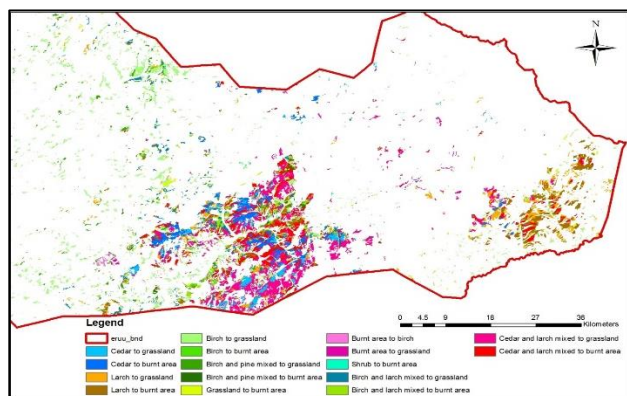 N
0 4.5 9 18 27 36
Kilometers
Legend
eruu_bnd
Cedar to grassland
Cedar to burnt area
Larch to grassland
Larch to burnt area
Birch to grassland
Birch to burnt area
Birch and pine mixed to grassland
Birch and pine mixed to burnt area
Grassland to burnt area
Burnt area to birch
Burnt area to grassland
Shrub to burnt area
Birch and larch mixed to grassland
Birch and larch mixed to burnt area
Cedar and larch mixed to grassland
Cedar and larch mixed to burnt area